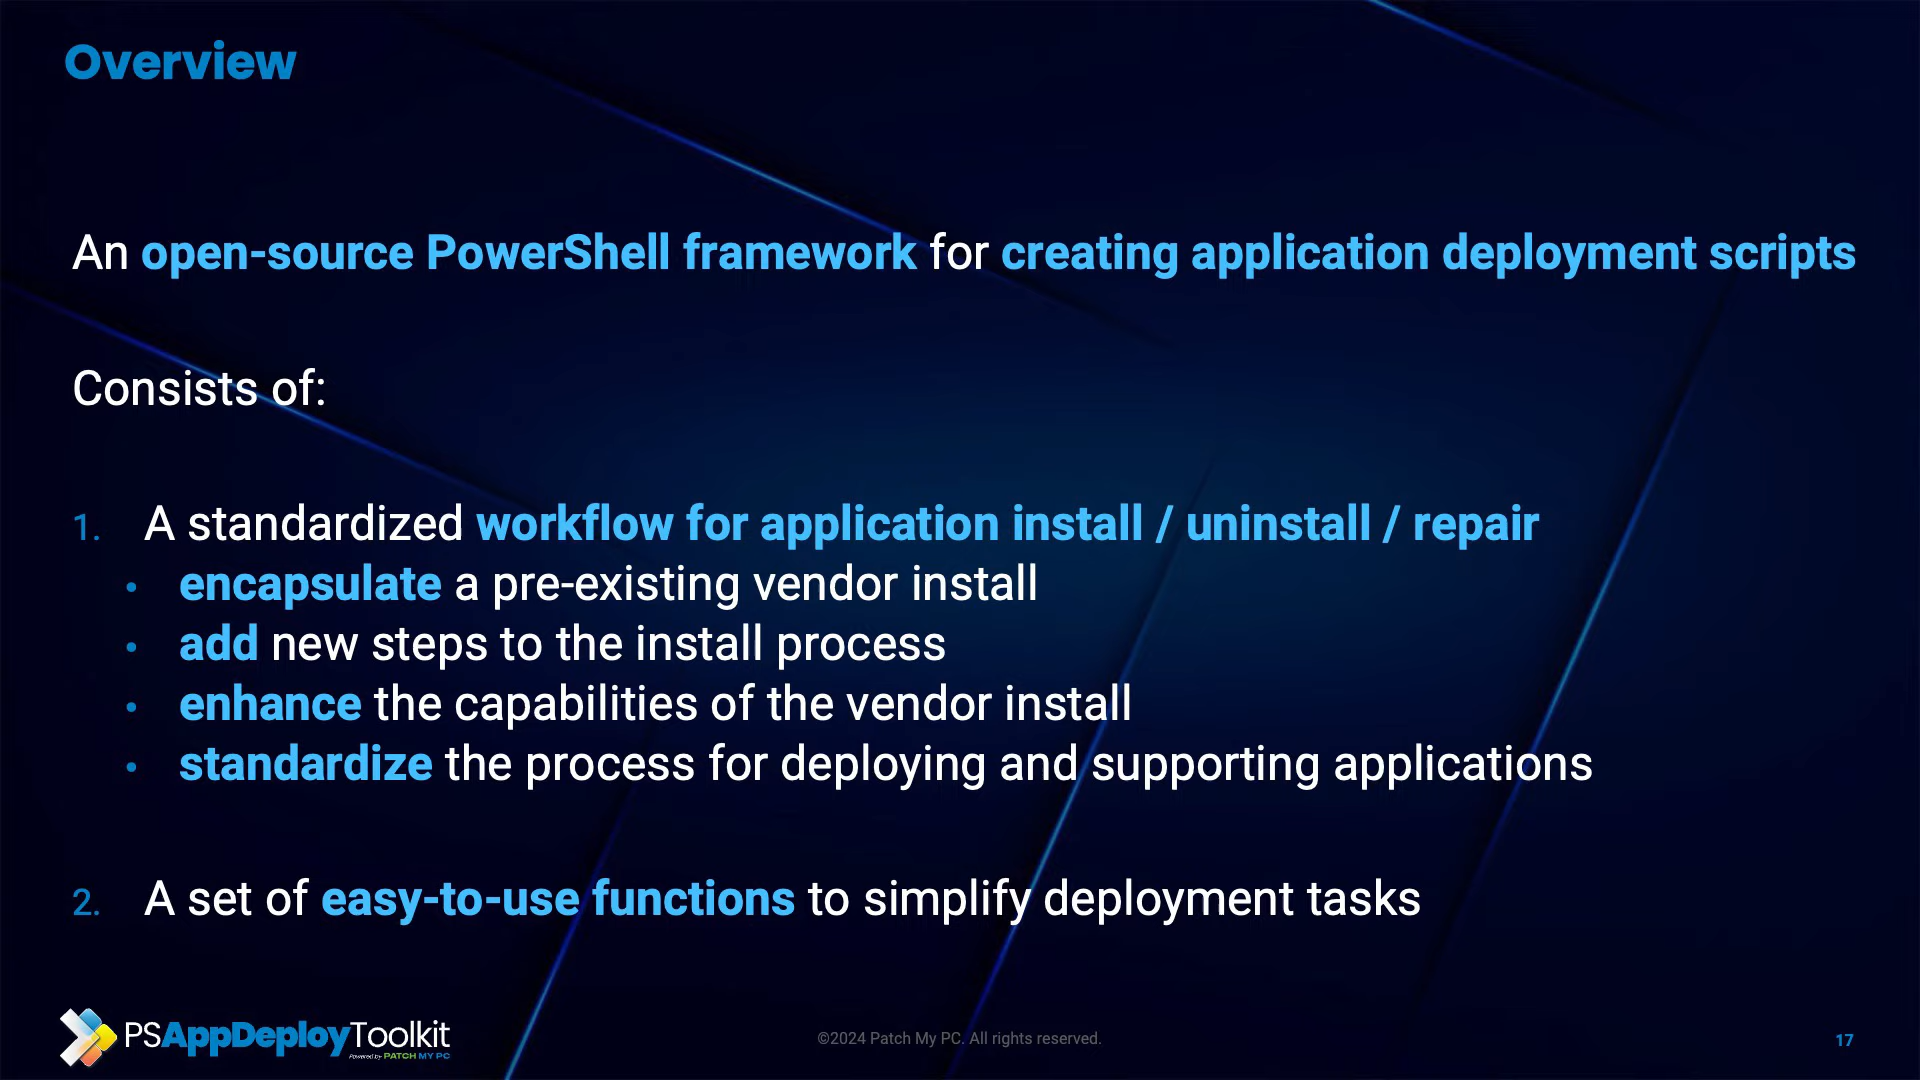 Overview
An open-source PowerShell framework for creating application deployment scripts
Consists of:
1. A standardized workflow for application install / uninstall / repair
• encapsulate a pre-existing vendor install
• add new steps to the install process
• enhance the capabilities of the vendor install
• standardize the process for deploying and supporting applications
2. A set of easy-to-use functions to simplify deployment tasks
PSAppDeployToolkit
Powered by PATCH MY PC
©2024 Patch My PC. All rights reserved.
17